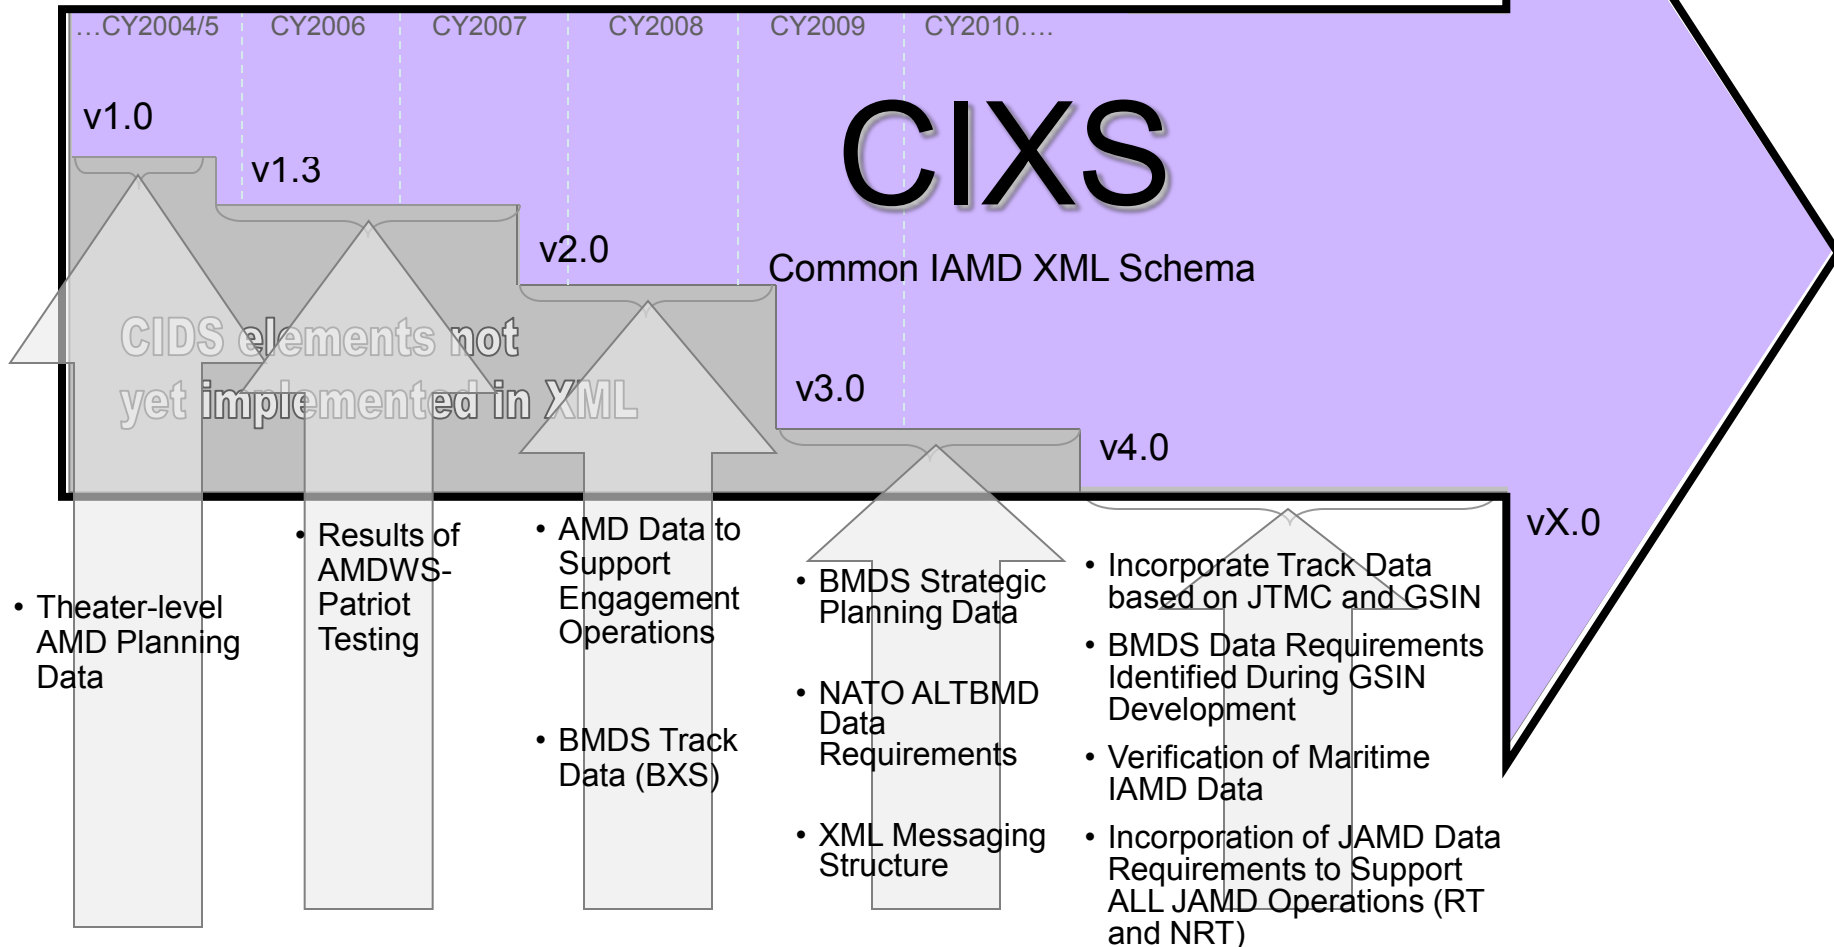 …CY2004/5 CY2006 CY2007 CY2008 CY2009 CY2010….
v1.0
v1.3
v2.0
v3.0
v4.0
vX.0
CIXS
Common IAMD XML Schema
CIDS elements not
yet implemented in XML
• Theater-level
AMD Planning
Data
• Results of
AMDWS-
Patriot
Testing
• AMD Data to
Support
Engagement
Operations
• BMDS Track
Data (BXS)
• BMDS Strategic
Planning Data
• NATO ALTBMD
Data
Requirements
• XML Messaging
Structure
• Incorporate Track Data
based on JTMC and GSIN
• BMDS Data Requirements
Identified During GSIN
Development
• Verification of Maritime
IAMD Data
• Incorporation of JAMD Data
Requirements to Support
ALL JAMD Operations (RT
and NRT)